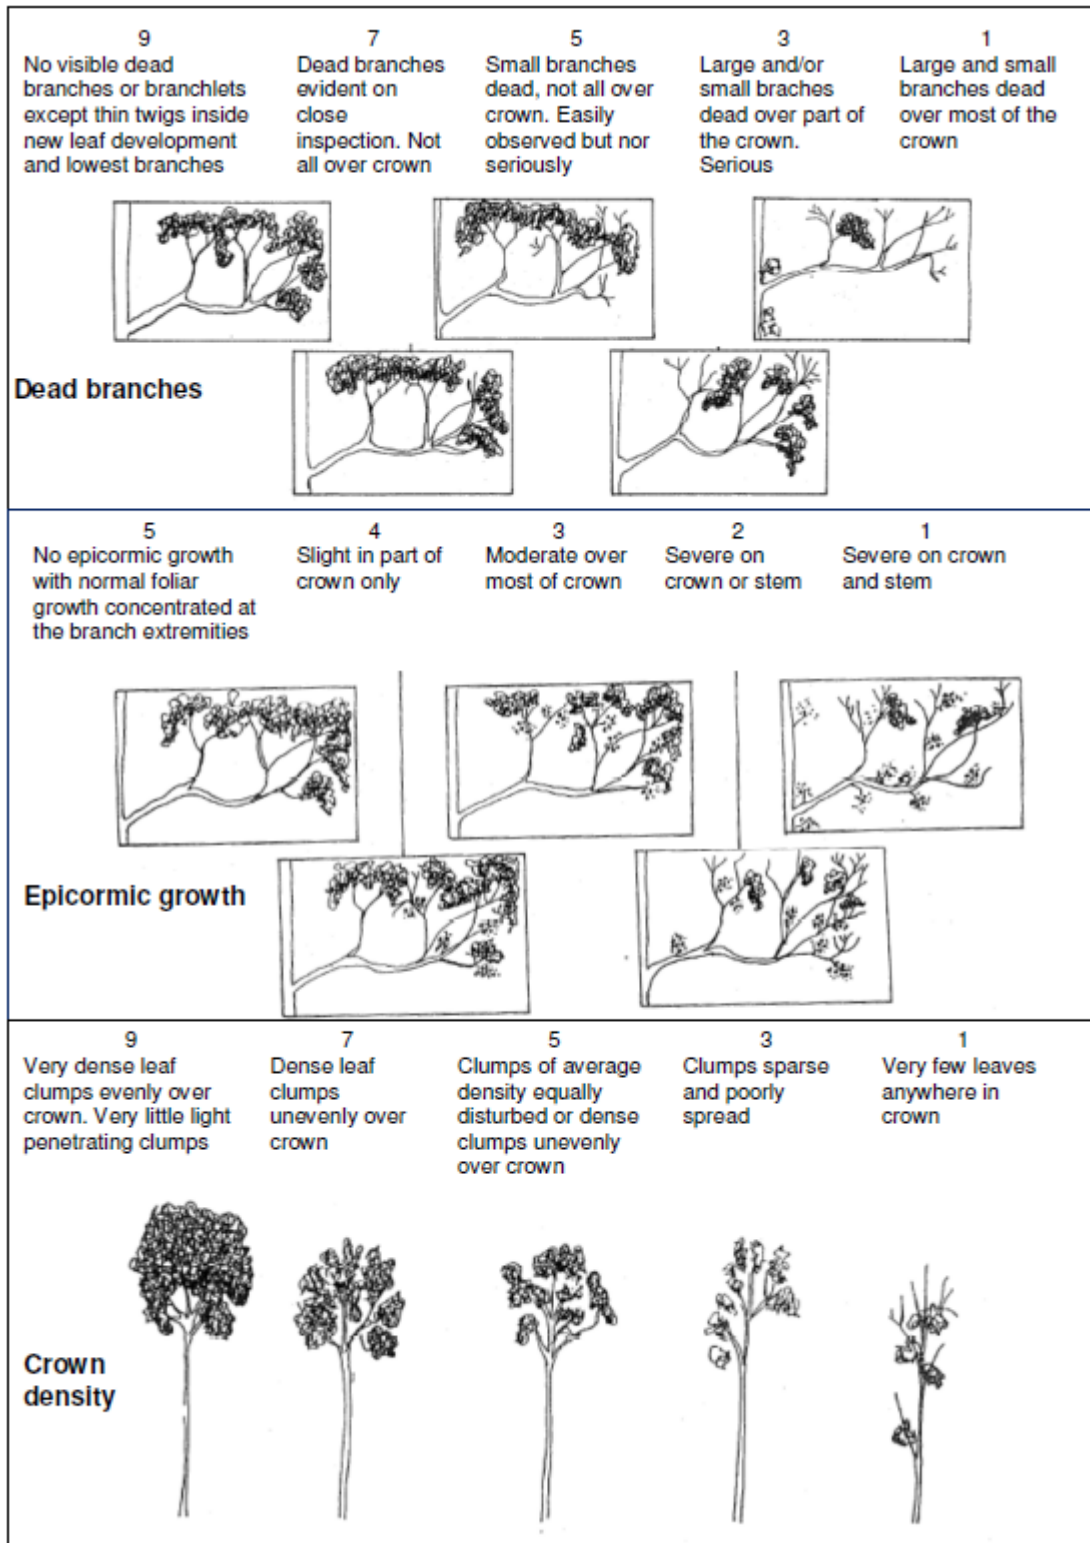 9
No visible dead
branches or branchlets
except thin twigs inside
new leaf development
and lowest branches
7
Dead branches
evident on
close
inspection. Not
all over crown
5
Small branches
dead, not all over
crown. Easily
observed but nor
seriously
3
Large and/or
small braches
dead over part of
the crown.
Serious
1
Large and small
branches dead
over most of the
crown
Dead branches
5
No epicormic growth
with normal foliar
growth concentrated at
the branch extremities
4
Slight in part of
crown only
3
Moderate over
most of crown
2
Severe on
crown or stem
1
Severe on crown
and stem
Epicormic growth
9
Very dense leaf
clumps evenly over
crown. Very little light
penetrating clumps
7
Dense leaf
clumps
unevenly over
crown
5
Clumps of average
density equally
disturbed or dense
clumps unevenly
over crown
3
Clumps sparse
and poorly
spread
1
Very few leaves
anywhere in
crown
Crown
density